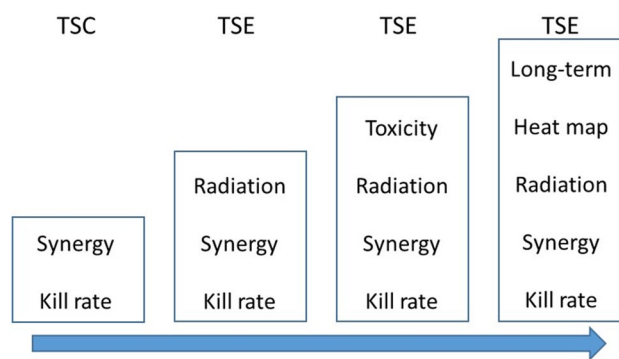 TSC
TSE
TSE
TSE
Synergy
Kill rate
Radiation
Synergy
Kill rate
Toxicity
Radiation
Synergy
Kill rate
Long-term
Heat map
Radiation
Synergy
Kill rate